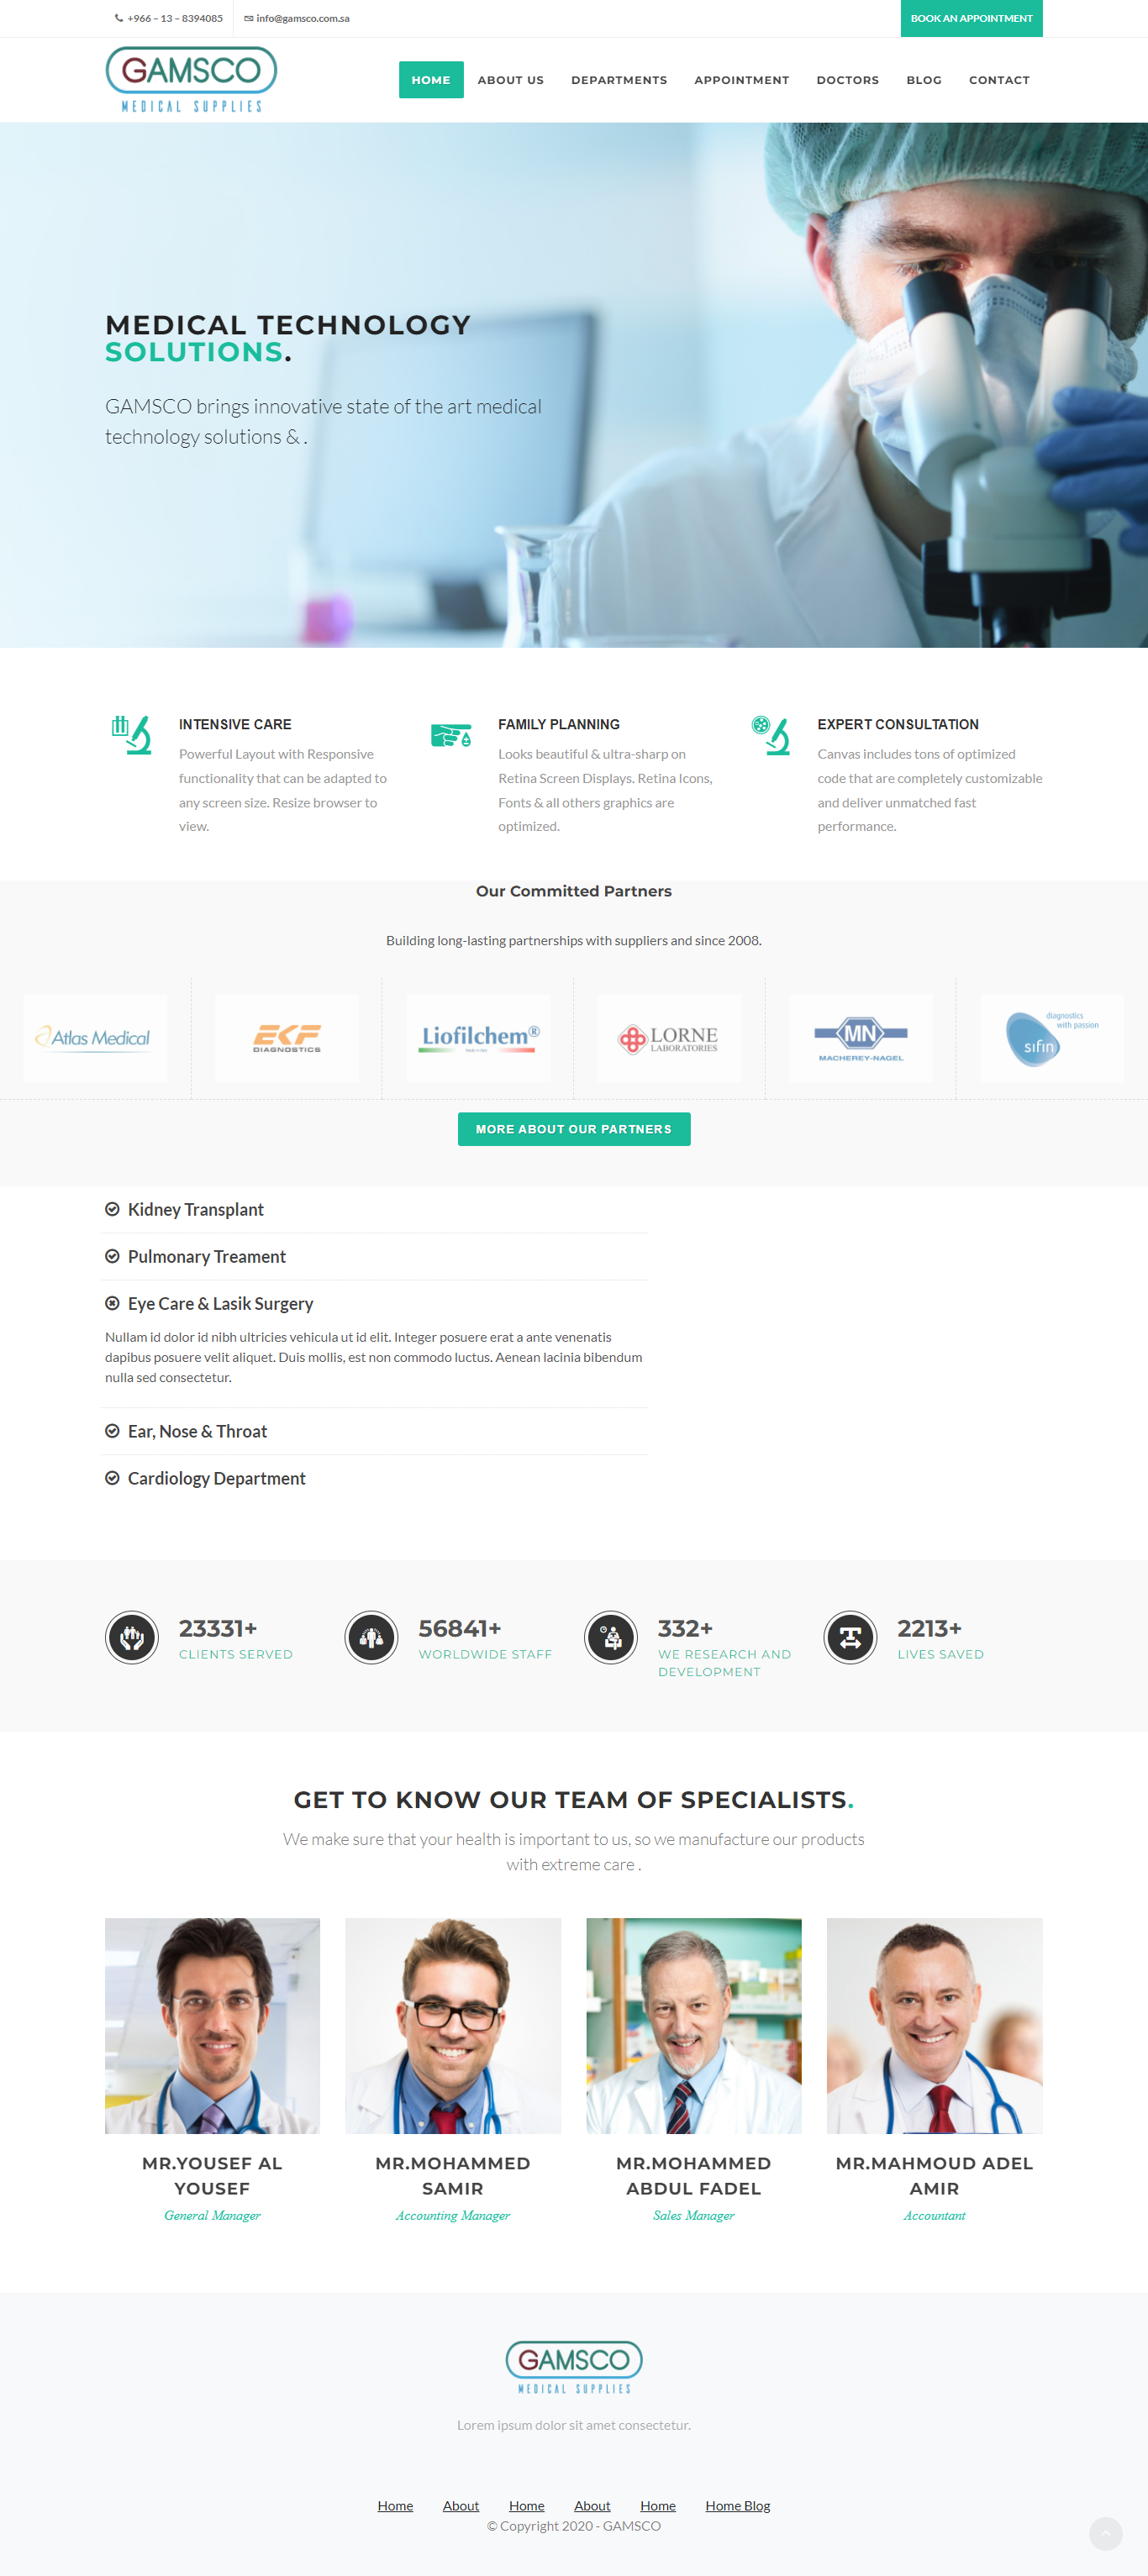 +966 – 13 – 8394085
info@gamsco.com.sa
BOOK AN APPOINTMENT
GAMSCO
MEDICAL SUPPLIES
HOME
ABOUT US
DEPARTMENTS
APPOINTMENT
DOCTORS
BLOG
CONTACT
MEDICAL TECHNOLOGY
SOLUTIONS.
GAMSCO brings innovative state of the art medical
technology solutions & .
INTENSIVE CARE
Powerful Layout with Responsive
functionality that can be adapted to
any screen size. Resize browser to
view.
FAMILY PLANNING
Looks beautiful & ultra-sharp on
Retina Screen Displays. Retina Icons,
Fonts & all others graphics are
optimized.
EXPERT CONSULTATION
Canvas includes tons of optimized
code that are completely customizable
and deliver unmatched fast
performance.
Our Committed Partners
Building long-lasting partnerships with suppliers and since 2008.
Atlas Medical
EKF
DIAGNOSTICS
Liofilchem®
Made in Italy
LORNE
LABORATORIES
MN
MACHEREY-NAGEL
diagnostics
with passion
sifin
MORE ABOUT OUR PARTNERS
Kidney Transplant
Pulmonary Treament
Eye Care & Lasik Surgery
Nullam id dolor id nibh ultricies vehicula ut id elit. Integer posuere erat a ante venenatis
dapibus posuere velit aliquet. Duis mollis, est non commodo luctus. Aenean lacinia bibendum
nulla sed consectetur.
Ear, Nose & Throat
Cardiology Department
23331+
CLIENTS SERVED
56841+
WORLDWIDE STAFF
332+
WE RESEARCH AND
DEVELOPMENT
2213+
LIVES SAVED
GET TO KNOW OUR TEAM OF SPECIALISTS.
We make sure that your health is important to us, so we manufacture our products
with extreme care .
MR.YOUSEF AL
YOUSEF
General Manager
MR.MOHAMMED
SAMIR
Accounting Manager
MR.MOHAMMED
ABDUL FADEL
Sales Manager
MR.MAHMOUD ADEL
AMIR
Accountant
GAMSCO
MEDICAL SUPPLIES
Lorem ipsum dolor sit amet consectetur.
Home
About
Home
About
Home
Home Blog
© Copyright 2020 - GAMSCO